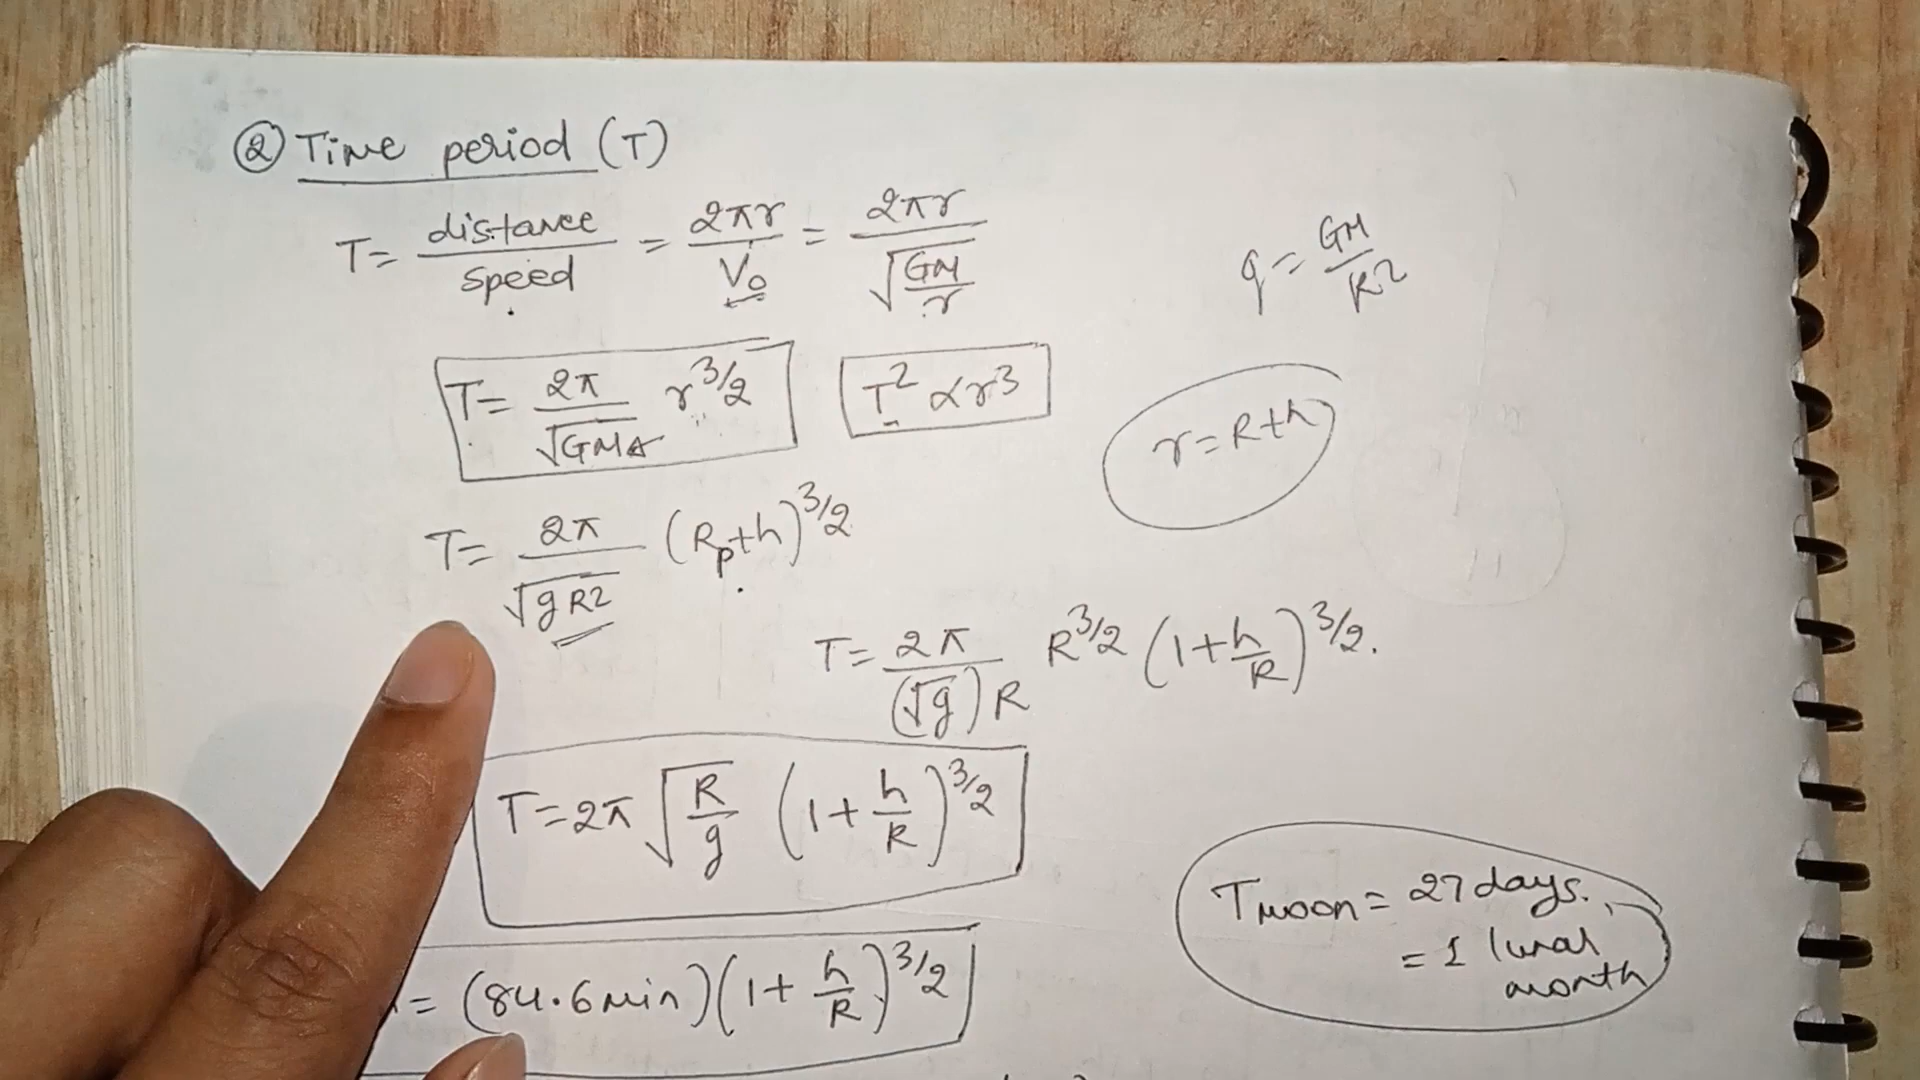 ② Time period (T)
T = distance/speed = 2πr/V₀ = 2πr/√(GM/r)
g = GM/R²
T = 2π/√GM r^3/2
T² ∝ r³
r = R+h
T = 2π/√gR² (Rp+h)^3/2
T = 2π/(√g)R R^3/2 (1+h/R)^3/2.
T = 2π √(R/g) (1+h/R)^3/2
T moon = 27 days.
= 1 lunar
month
= (84.6 min)(1+h/R)^3/2